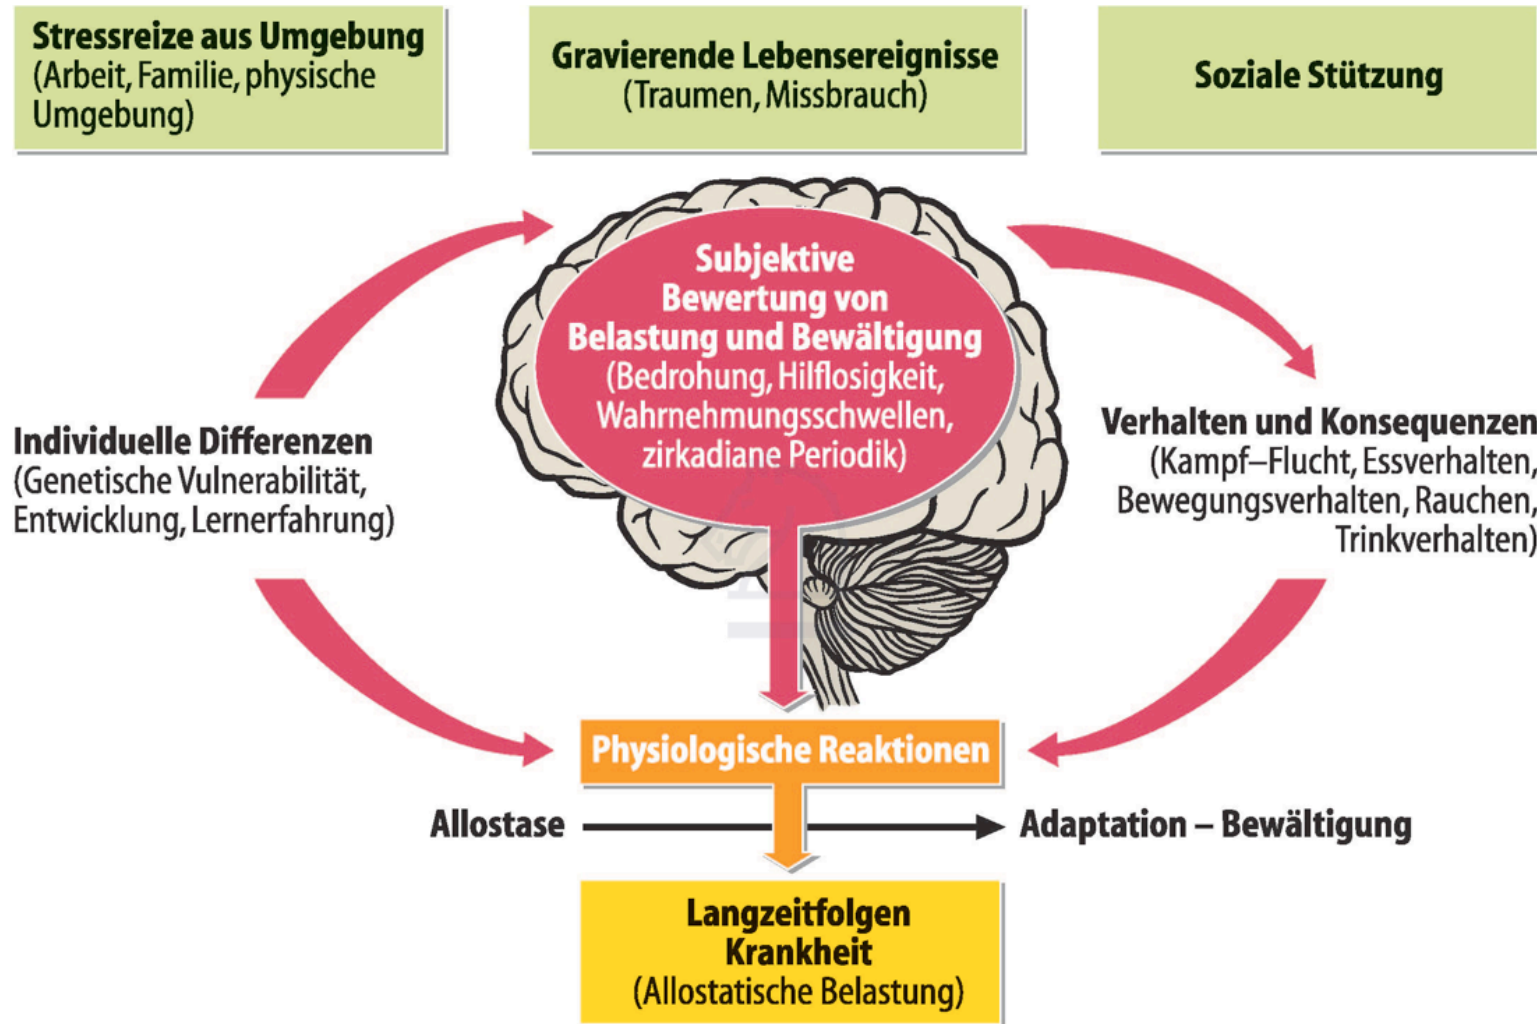 Stressreize aus Umgebung
(Arbeit, Familie, physische
Umgebung)
Gravierende Lebensereignisse
(Traumen, Missbrauch)
Soziale Stützung
Subjektive
Bewertung von
Belastung und Bewältigung
(Bedrohung, Hilflosigkeit,
Wahrnehmungsschwellen,
zirkadiane Periodik)
Individuelle Differenzen
(Genetische Vulnerabilität,
Entwicklung, Lernerfahrung)
Verhalten und Konsequenzen
(Kampf–Flucht, Essverhalten,
Bewegungsverhalten, Rauchen,
Trinkverhalten)
Physiologische Reaktionen
Allostase
Adaptation – Bewältigung
Langzeitfolgen
Krankheit
(Allostatische Belastung)